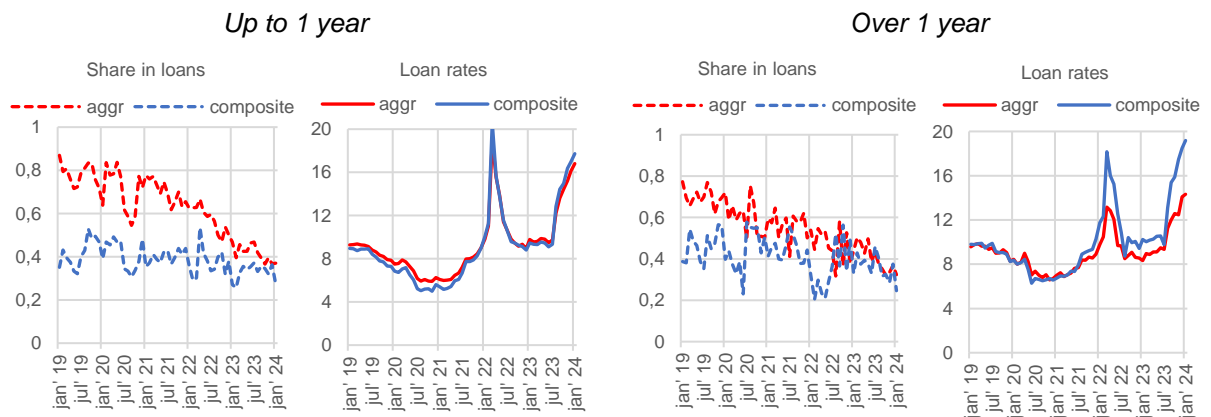 Up to 1 year
Over 1 year
Share in loans
aggr
composite
1
0,8
0,6
0,4
0,2
0
jan' 19
jul' 19
jan' 20
jul' 20
jan' 21
jul' 21
jan' 22
jul' 22
jan' 23
jul' 23
jan' 24
Loan rates
aggr
composite
20
16
12
8
4
0
jan' 19
jul' 19
jan' 20
jul' 20
jan' 21
jul' 21
jan' 22
jul' 22
jan' 23
jul' 23
jan' 24
Share in loans
aggr
composite
1
0,8
0,6
0,4
0,2
0
jan' 19
jul' 19
jan' 20
jul' 20
jan' 21
jul' 21
jan' 22
jul' 22
jan' 23
jul' 23
jan' 24
Loan rates
aggr
composite
20
16
12
8
4
0
jan' 19
jul' 19
jan' 20
jul' 20
jan' 21
jul' 21
jan' 22
jul' 22
jan' 23
jul' 23
jan' 24